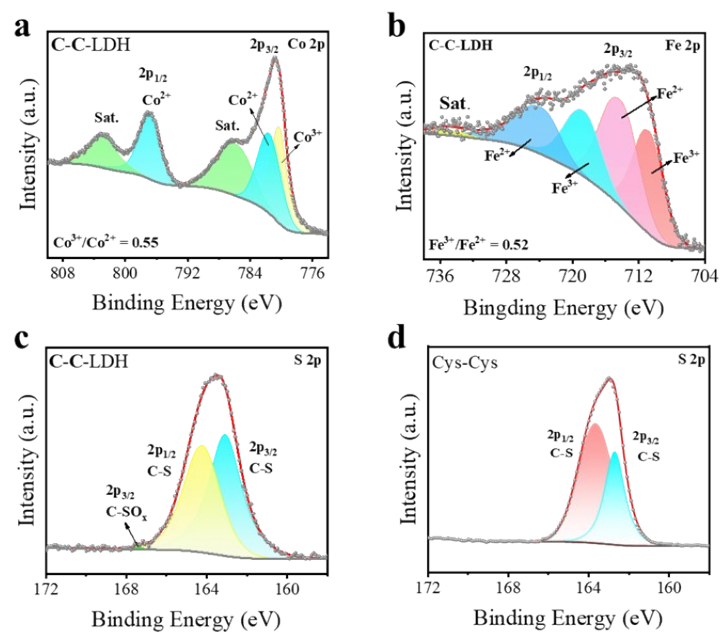 a
C-C-LDH
2p3/2
Co 2p
2p1/2
Co2+
Co2+
Sat.
Sat.
Co3+
Co3+/Co2+ = 0.55
Intensity (a.u.)
808 800 792 784 776
Binding Energy (eV)
b
C-C-LDH
2p3/2
Fe 2p
2p1/2
Sat.
Fe2+
Fe2+
Fe3+
Fe3+
Fe3+/Fe2+ = 0.52
Intensity (a.u.)
736 728 720 712 704
Bingding Energy (eV)
c
C-C-LDH
S 2p
2p1/2
C-S
2p3/2
C-S
2p3/2
C-SOx
Intensity (a.u.)
172 168 164 160
Binding Energy (eV)
d
Cys-Cys
S 2p
2p1/2
C-S
2p3/2
C-S
Intensity (a.u.)
172 168 164 160
Binding Energy (eV)